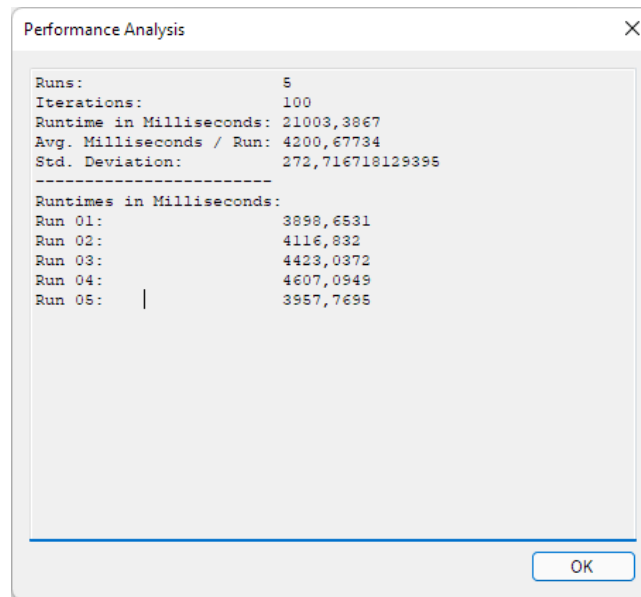 Performance Analysis
Runs: 5
Iterations: 100
Runtime in Milliseconds: 21003,3867
Avg. Milliseconds / Run: 4200,67734
Std. Deviation: 272,716718129395
------------------------
Runtimes in Milliseconds:
Run 01: 3898,6531
Run 02: 4116,832
Run 03: 4423,0372
Run 04: 4607,0949
Run 05: 3957,7695
OK